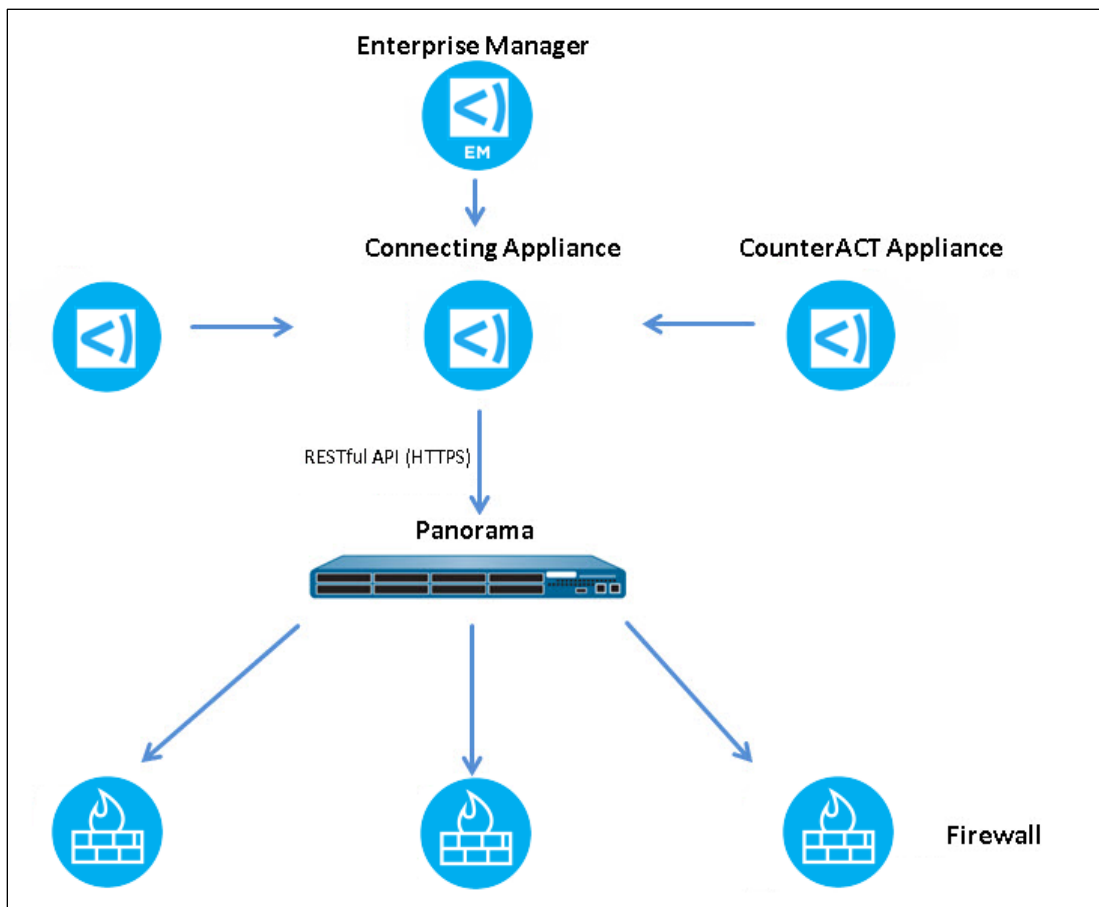 Enterprise Manager
EM
Connecting Appliance
CounterACT Appliance
RESTful API (HTTPS)
Panorama
Firewall